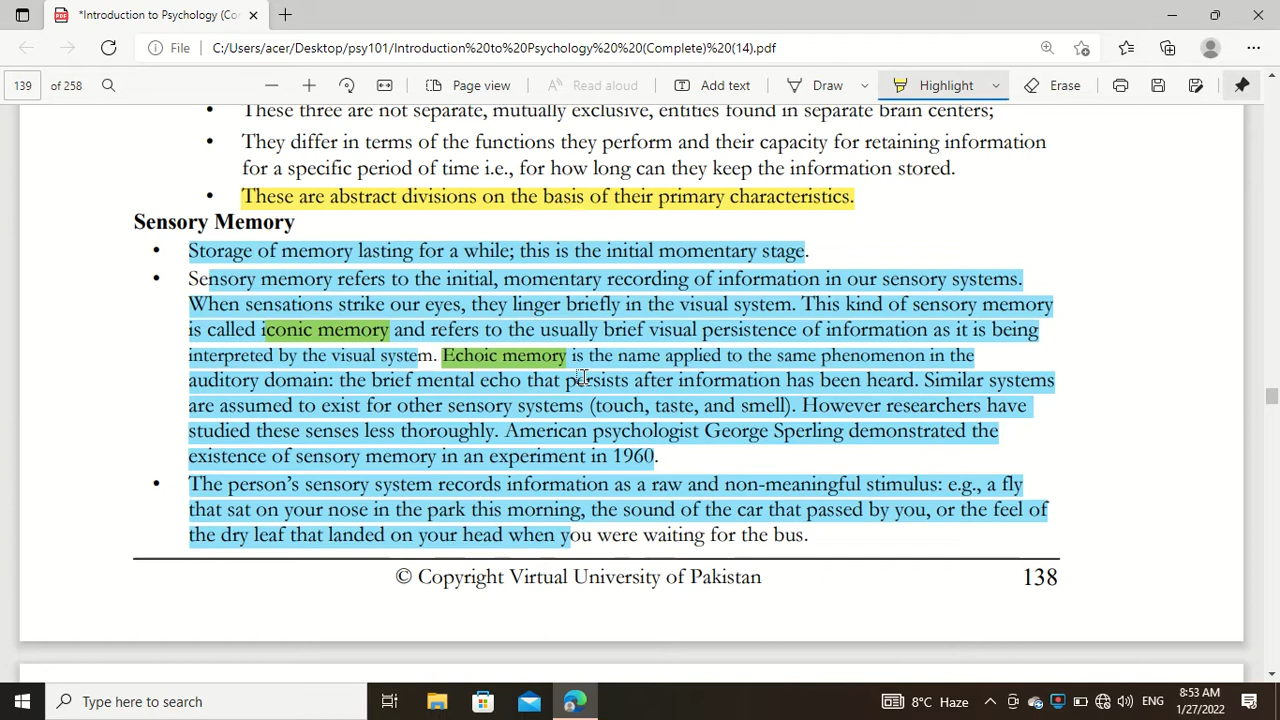 *Introduction to Psychology (Co
File
C:/Users/acer/Desktop/psy101/Introduction%20to%20Psychology%20%20(Complete)%20(14).pdf
139 of 258
Page view
Read aloud
Add text
Draw
Highlight
Erase
• These three are not separate, mutually exclusive, entities found in separate brain centers;
• They differ in terms of the functions they perform and their capacity for retaining information
for a specific period of time i.e., for how long can they keep the information stored.
• These are abstract divisions on the basis of their primary characteristics.
Sensory Memory
• Storage of memory lasting for a while; this is the initial momentary stage.
• Sensory memory refers to the initial, momentary recording of information in our sensory systems.
When sensations strike our eyes, they linger briefly in the visual system. This kind of sensory memory
is called iconic memory and refers to the usually brief visual persistence of information as it is being
interpreted by the visual system. Echoic memory is the name applied to the same phenomenon in the
auditory domain: the brief mental echo that persists after information has been heard. Similar systems
are assumed to exist for other sensory systems (touch, taste, and smell). However researchers have
studied these senses less thoroughly. American psychologist George Sperling demonstrated the
existence of sensory memory in an experiment in 1960.
• The person's sensory system records information as a raw and non-meaningful stimulus: e.g., a fly
that sat on your nose in the park this morning, the sound of the car that passed by you, or the feel of
the dry leaf that landed on your head when you were waiting for the bus.
© Copyright Virtual University of Pakistan 138
Type here to search
8°C Haze
ENG
8:53 AM
1/27/2022